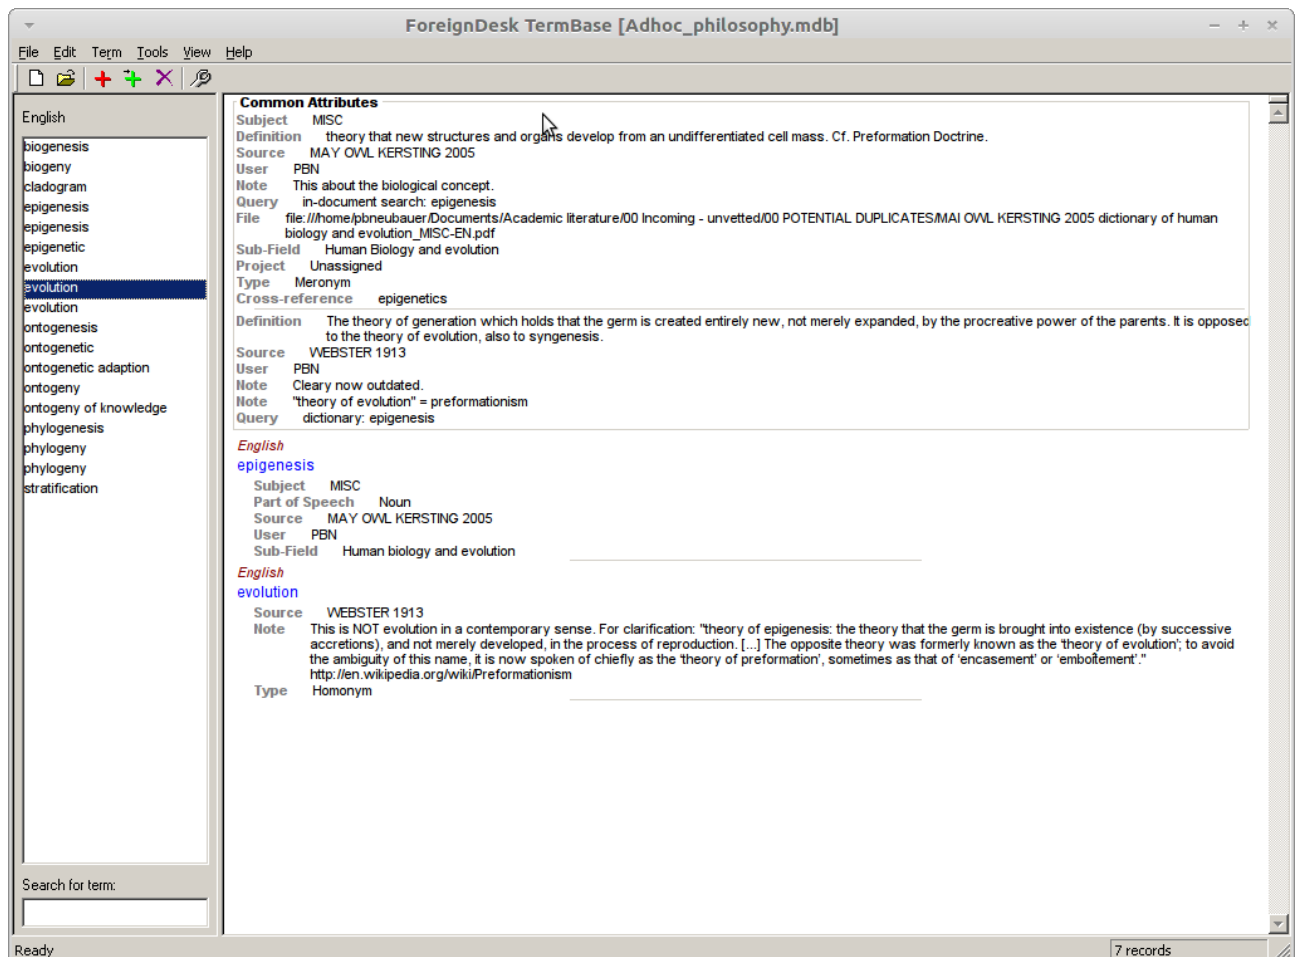 ForeignDesk TermBase [Adhoc_philosophy.mdb]
File Edit Term Tools View Help
English
biogenesis
biogeny
cladogram
epigenesis
epigenesis
epigenetic
evolution
evolution
evolution
ontogenesis
ontogenetic
ontogenetic adaption
ontogeny
ontogeny of knowledge
phylogenesis
phylogeny
phylogeny
stratification
Search for term:
Common Attributes
Subject MISC
Definition theory that new structures and organs develop from an undifferentiated cell mass. Cf. Preformation Doctrine.
Source MAY OWL KERSTING 2005
User PBN
Note This about the biological concept.
Query in-document search: epigenesis
File file:///home/pbneubauer/Documents/Academic literature/00 Incoming - unvetted/00 POTENTIAL DUPLICATES/MAI OWL KERSTING 2005 dictionary of human
biology and evolution_MISC-EN.pdf
Sub-Field Human Biology and evolution
Project Unassigned
Type Meronym
Cross-reference epigenetics
Definition The theory of generation which holds that the germ is created entirely new, not merely expanded, by the procreative power of the parents. It is opposed
to the theory of evolution, also to syngenesis.
Source WEBSTER 1913
User PBN
Note Cleary now outdated.
Note "theory of evolution" = preformationism
Query dictionary: epigenesis
English
epigenesis
Subject MISC
Part of Speech Noun
Source MAY OWL KERSTING 2005
User PBN
Sub-Field Human biology and evolution
English
evolution
Source WEBSTER 1913
Note This is NOT evolution in a contemporary sense. For clarification: "theory of epigenesis: the theory that the germ is brought into existence (by successive
accretions), and not merely developed, in the process of reproduction. [...] The opposite theory was formerly known as the ‘theory of evolution’; to avoid
the ambiguity of this name, it is now spoken of chiefly as the ‘theory of preformation’, sometimes as that of ‘encasement’ or ‘emboîtement’."
http://en.wikipedia.org/wiki/Preformationism
Type Homonym
Ready
7 records